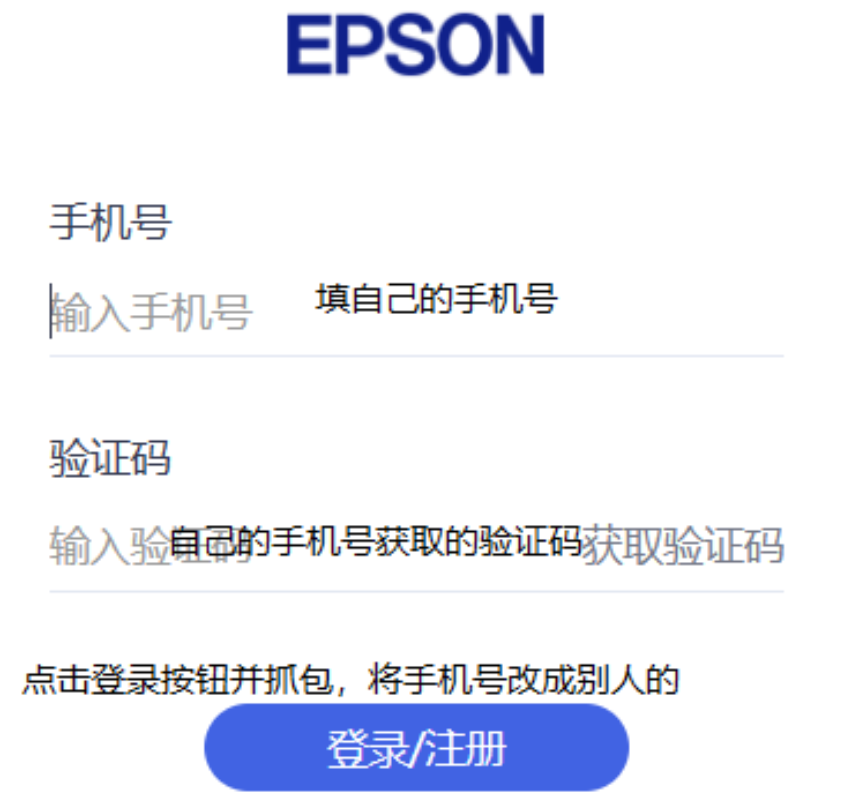 EPSON
手机号
输入手机号 填自己的手机号
验证码
输入验证码 自己的手机号获取的验证码 获取验证码
点击登录按钮并抓包，将手机号改成别人的
登录/注册